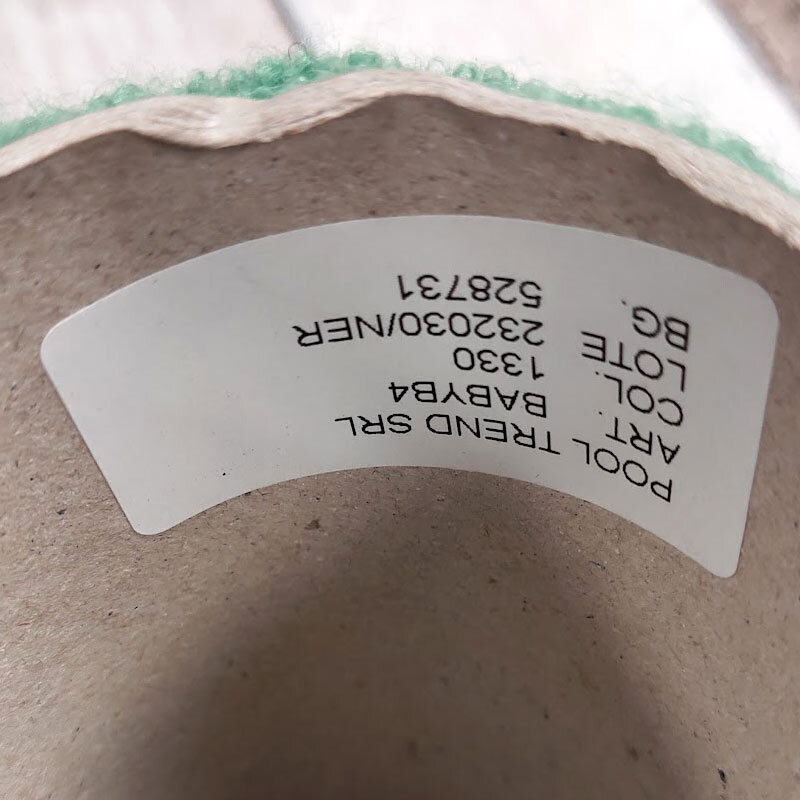 POOL TREND SRL
ART. BABYB4
COL. 1330
LOTE 232030/NER
BG. 528731